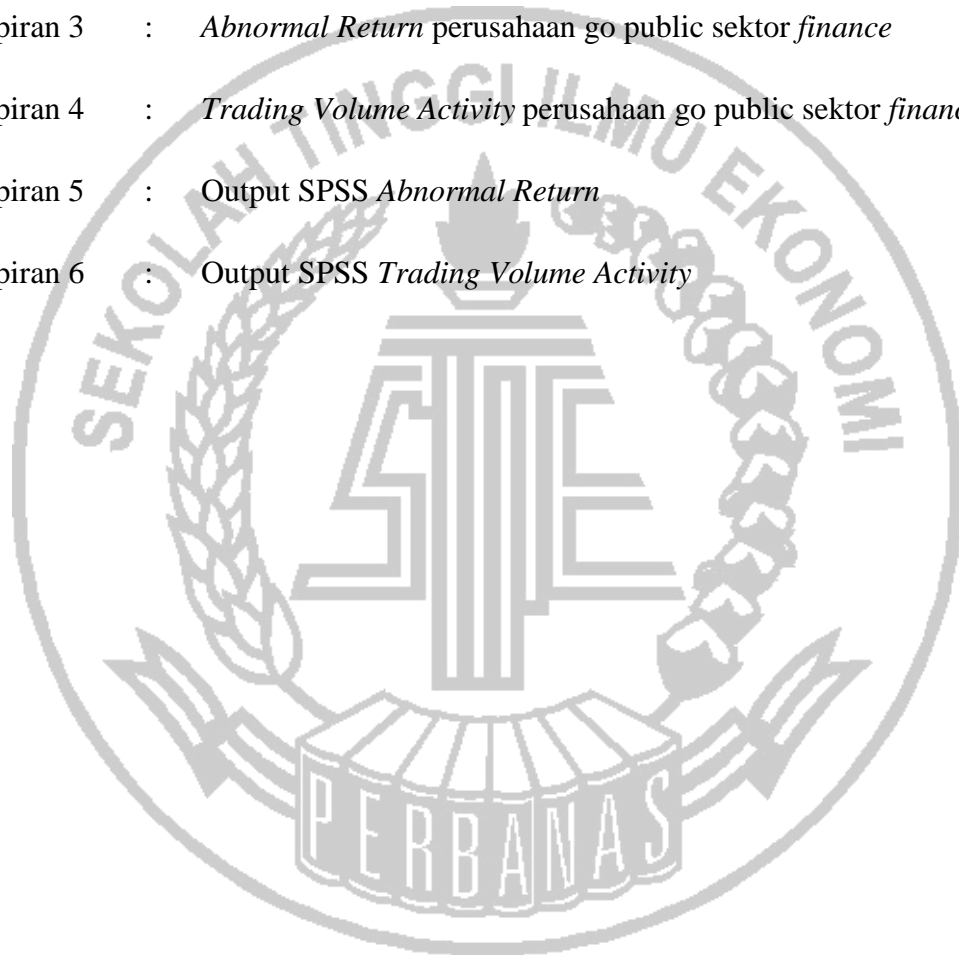 piran 3 : Abnormal Return perusahaan go public sektor finance
piran 4 : Trading Volume Activity perusahaan go public sektor finan
piran 5 : Output SPSS Abnormal Return
piran 6 : Output SPSS Trading Volume Activity
SEKOLAH TINGGI ILMU EKONOMI
PERBANAS